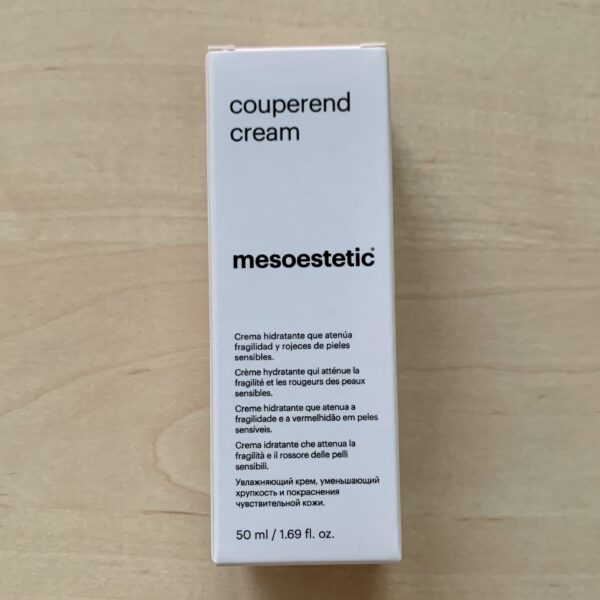 couperend
cream
mesoestetic®
Crema hidratante que atenúa
fragilidad y rojeces de pieles
sensibles.
Crème hydratante qui atténue la
fragilité et les rougeurs des peaux
sensibles.
Creme hidratante que atenua a
fragilidade e a vermelhidão em peles
sensíveis.
Crema idratante che attenua la
fragilità e il rossore delle pelli
sensibili.
Увлажняющий крем, уменьшающий
хрупкость и покраснения
чувствительной кожи.
50 ml / 1.69 fl. oz.